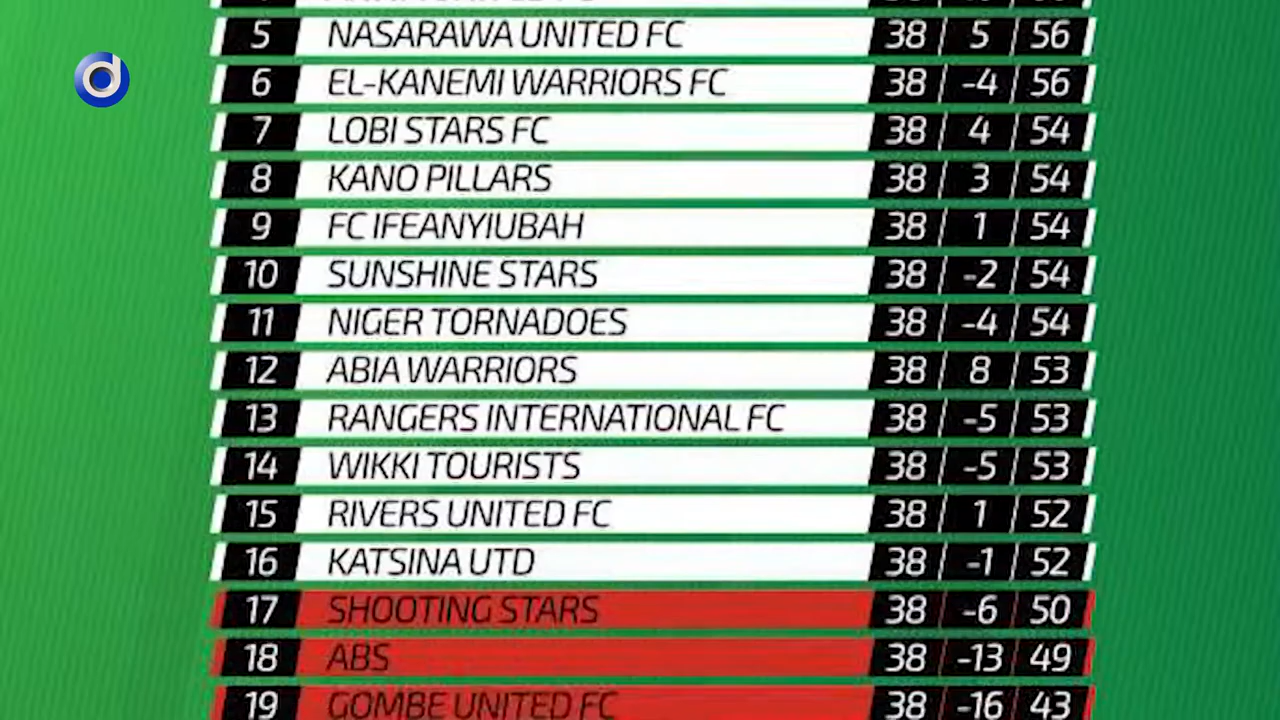 5 NASARAWA UNITED FC 38 5 56
6 EL-KANEMI WARRIORS FC 38 -4 56
7 LOBI STARS FC 38 4 54
8 KANO PILLARS 38 3 54
9 FC IFEANYIUBAH 38 1 54
10 SUNSHINE STARS 38 -2 54
11 NIGER TORNADOES 38 -4 54
12 ABIA WARRIORS 38 8 53
13 RANGERS INTERNATIONAL FC 38 -5 53
14 WIKKI TOURISTS 38 -5 53
15 RIVERS UNITED FC 38 1 52
16 KATSINA UTD 38 -1 52
17 SHOOTING STARS 38 -6 50
18 ABS 38 -13 49
19 GOMBE UNITED FC 38 -16 43